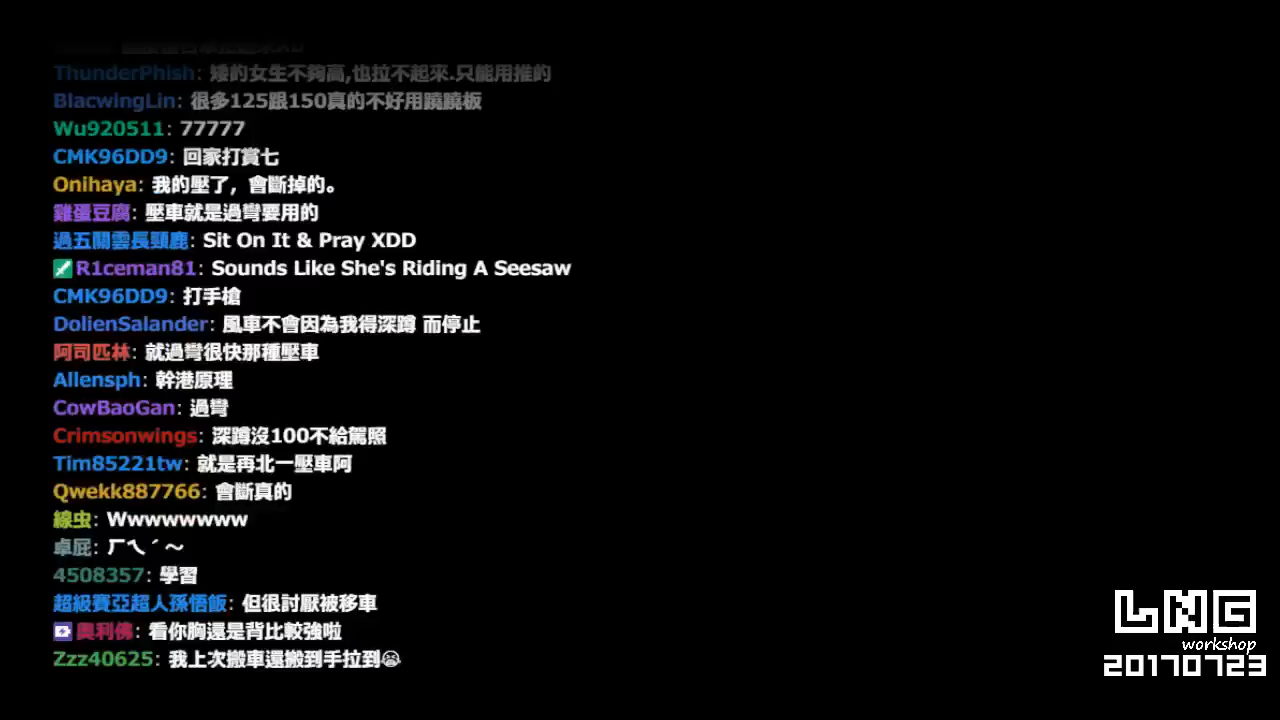 ThunderPhish: 矮的女生不夠高,也拉不起來.只能用推的
BlacwingLin: 很多125跟150真的不好用蹺蹺板
Wu920511: 77777
CMK96DD9: 回家打賞七
Onihaya: 我的壓了，會斷掉的。
雞蛋豆腐: 壓車就是過彎要用的
過五關雲長頸鹿: Sit On It & Pray XDD
R1ceman81: Sounds Like She's Riding A Seesaw
CMK96DD9: 打手槍
DolienSalander: 風車不會因為我得深蹲 而停止
阿司匹林: 就過彎很快那種壓車
Allensph: 幹港原理
CowBaoGan: 過彎
Crimsonwings: 深蹲沒100不給駕照
Tim85221tw: 就是再北一壓車阿
Qwekk887766: 會斷真的
線虫: Wwwwwwww
卓屁: ㄏㄟˊ～
4508357: 學習
超級賽亞超人孫悟飯: 但很討厭被移車
奧利佛: 看你胸還是背比較強啦
Zzz40625: 我上次搬車還搬到手拉到😭
LNG
workshop
20170723